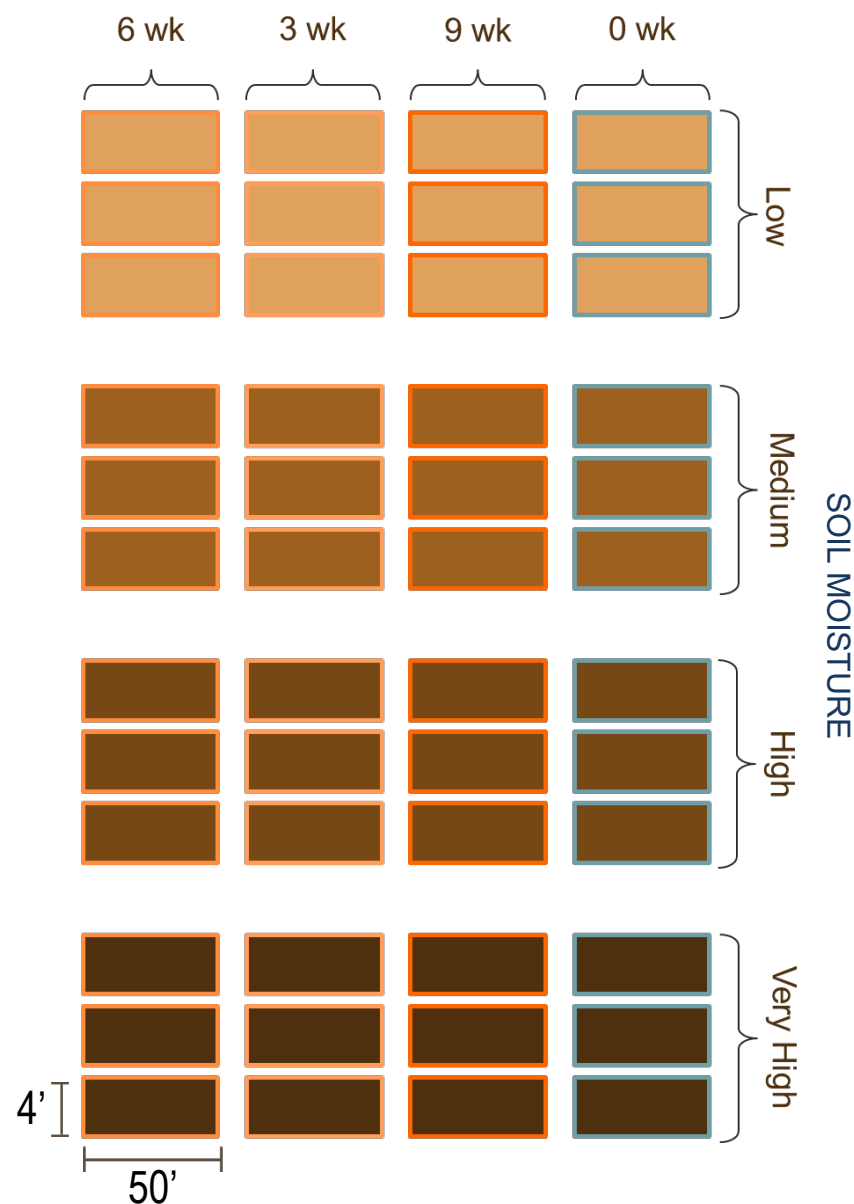 6 wk 3 wk 9 wk 0 wk
Low
Medium
SOIL MOISTURE
High
Very High
4’
50’